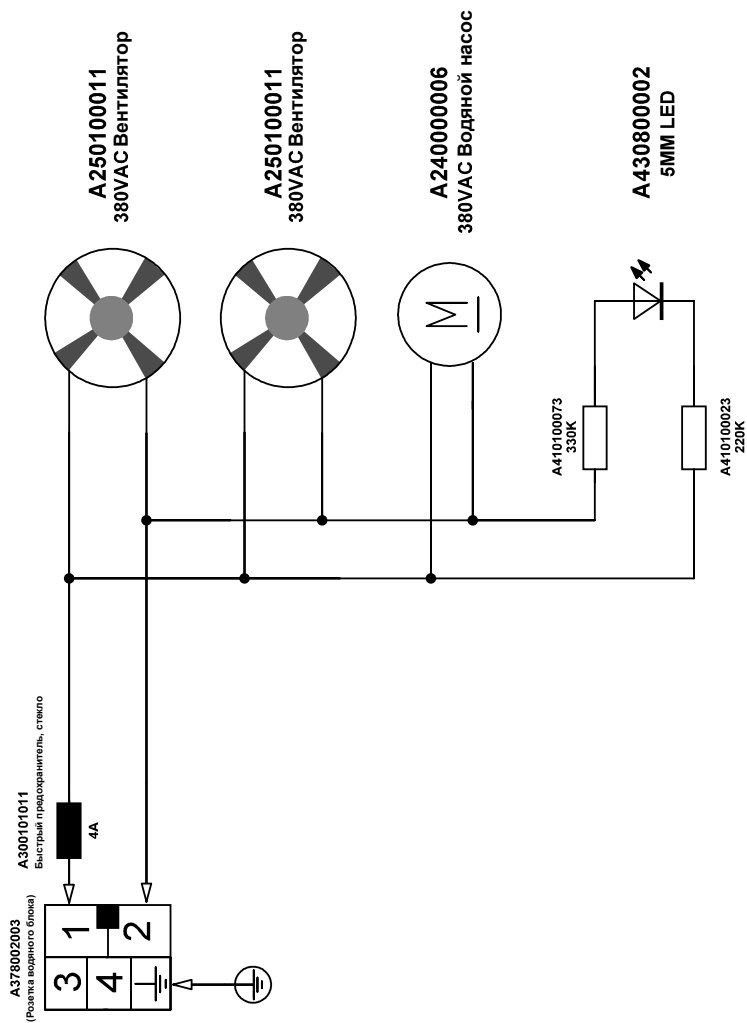 A250100011
380VAC Вентилятор
A250100011
380VAC Вентилятор
A240000006
380VAC Водяной насос
A430800002
5MM LED
M
A410100073
330K
A410100023
220K
A300101011
Быстрый предохранитель, стекло
4A
A378002003
(Розетка водяного блока)
1
2
3
4